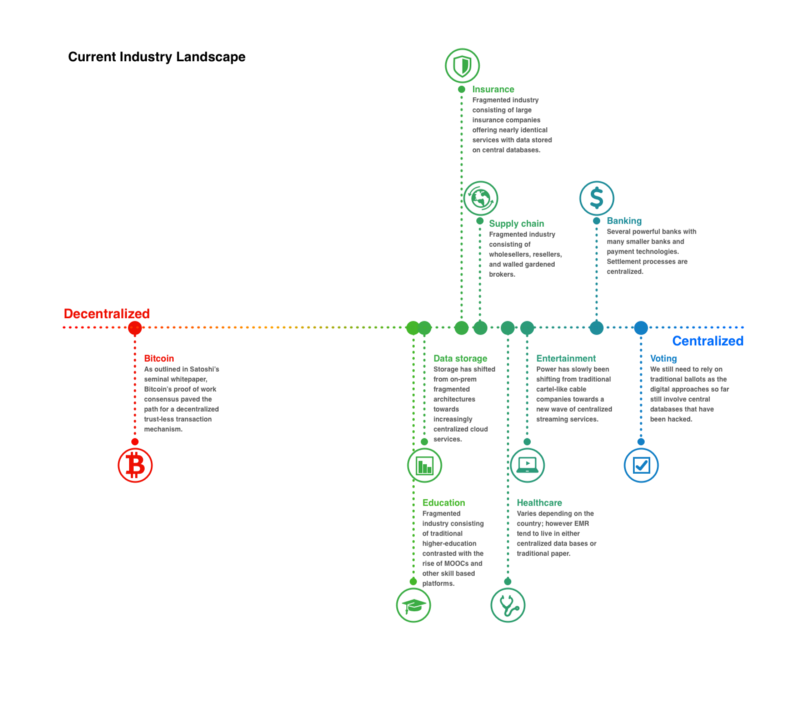 Current Industry Landscape
Insurance
Fragmented industry
consisting of large
insurance companies
offering nearly identical
services with data stored
on central databases.
Supply chain
Fragmented industry
consisting of
wholesellers, resellers,
and walled gardened
brokers.
Banking
Several powerful banks with
many smaller banks and
payment technologies.
Settlement processes are
centralized.
Decentralized
Centralized
Bitcoin
As outlined in Satoshi's
seminal whitepaper,
Bitcoin's proof of work
consensus paved the
path for a decentralized
trust-less transaction
mechanism.
Data storage
Storage has shifted
from on-prem
fragmented
architectures
towards
increasingly
centralized cloud
services.
Entertainment
Power has slowly been
shifting from traditional
cartel-like cable
companies towards a
new wave of centralized
streaming services.
Voting
We still need to rely on
traditional ballots as the
digital approaches so far
still involve central
databases that have
been hacked.
Education
Fragmented
industry consisting
of traditional
higher-education
contrasted with the
rise of MOOCs and
other skill based
platforms.
Healthcare
Varies depending on the
country; however EMR
tend to live in either
centralized data bases or
traditional paper.